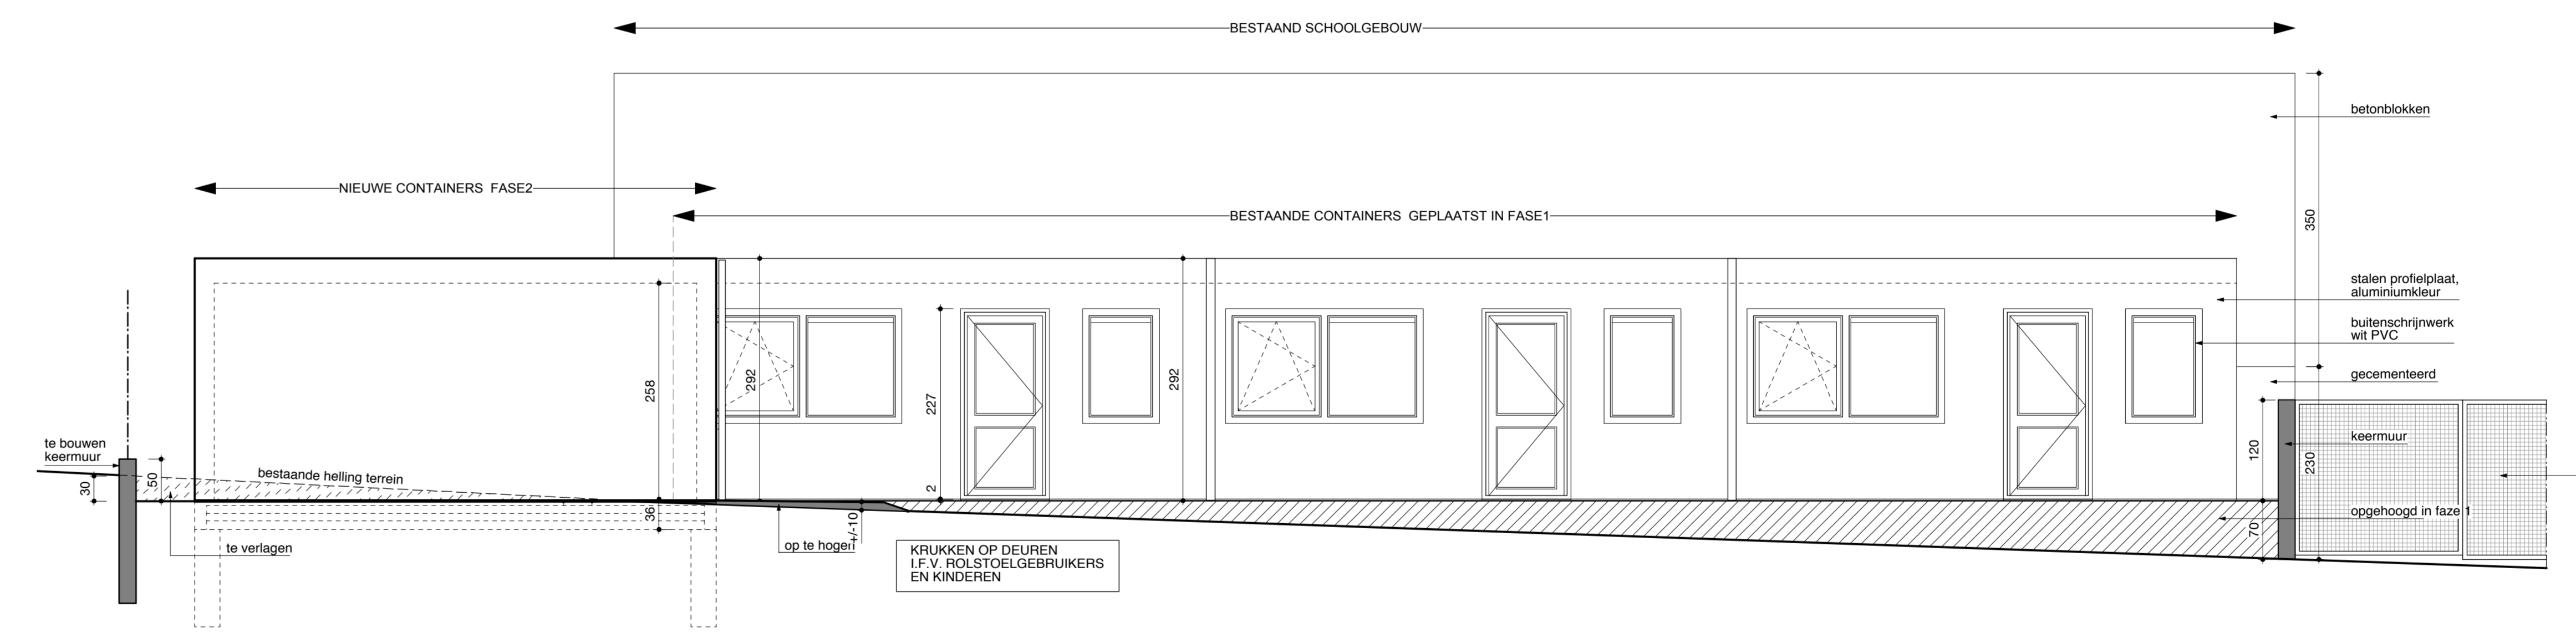 BESTAAND SCHOOLGEBOUW
betonblokken
NIEUWE CONTAINERS FASE2
BESTAANDE CONTAINERS GEPLAATST IN FASE1
350
stalen profielplaat,
aluminiumkleur
buitenschrijnwerk
wit PVC
gecementeerd
292
292
258
227
te bouwen
keermuur
keermuur
120
230
bestaande helling terrein
50
30
2
36
+/-10
opgehoogd in faze 1
70
te verlagen
op te hogen
KRUKKEN OP DEUREN
I.F.V. ROLSTOELGEBRUIKERS
EN KINDEREN